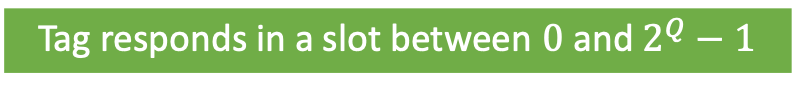 Tag responds in a slot between 0 and 2^Q − 1